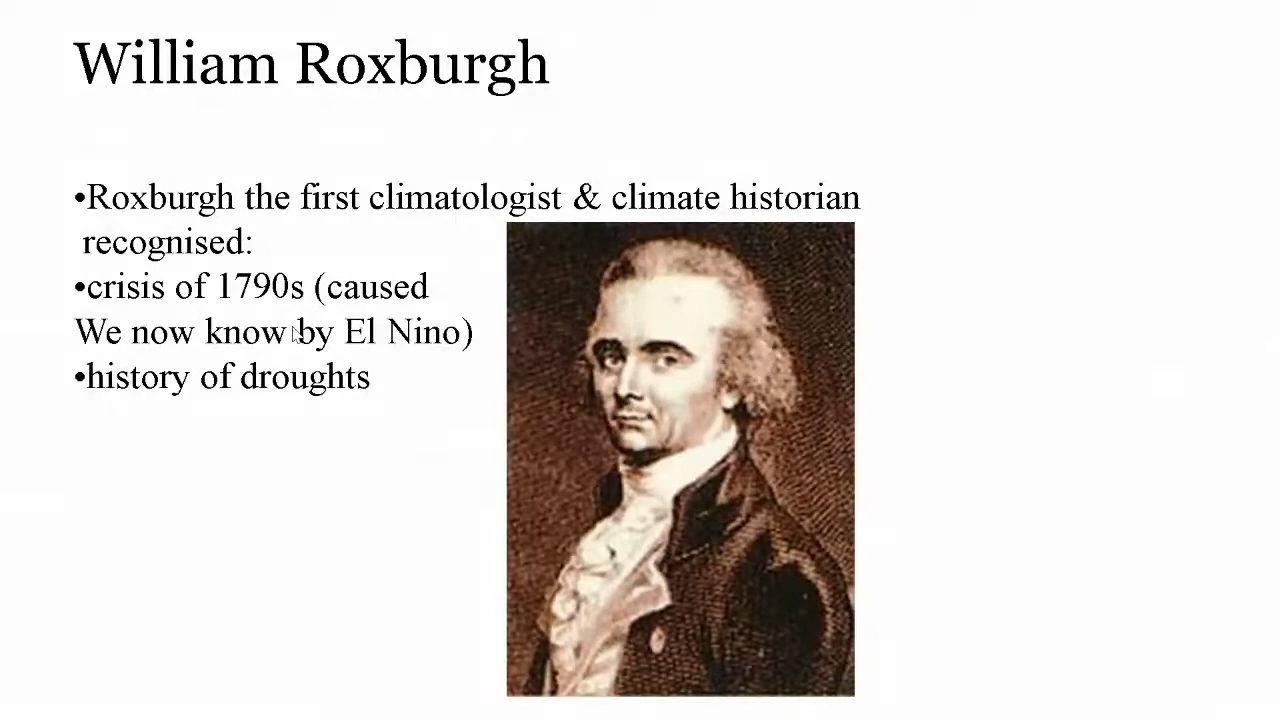 William Roxburgh
•Roxburgh the first climatologist & climate historian
recognised:
•crisis of 1790s (caused
We now know by El Nino)
•history of droughts